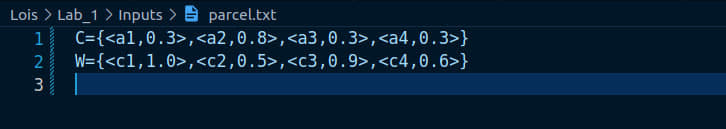 Lois > Lab_1 > Inputs > parcel.txt
1 C={<a1,0.3>,<a2,0.8>,<a3,0.3>,<a4,0.3>}
2 W={<c1,1.0>,<c2,0.5>,<c3,0.9>,<c4,0.6>}
3